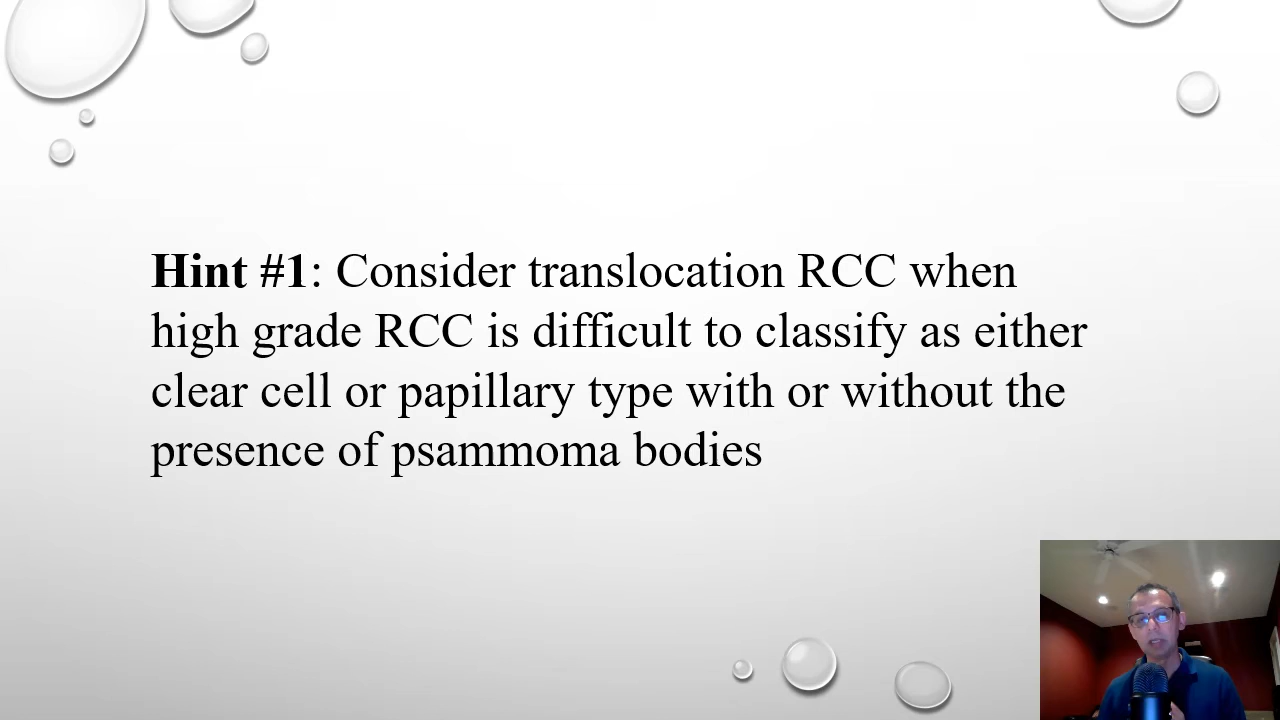 Hint #1: Consider translocation RCC when
high grade RCC is difficult to classify as either
clear cell or papillary type with or without the
presence of psammoma bodies